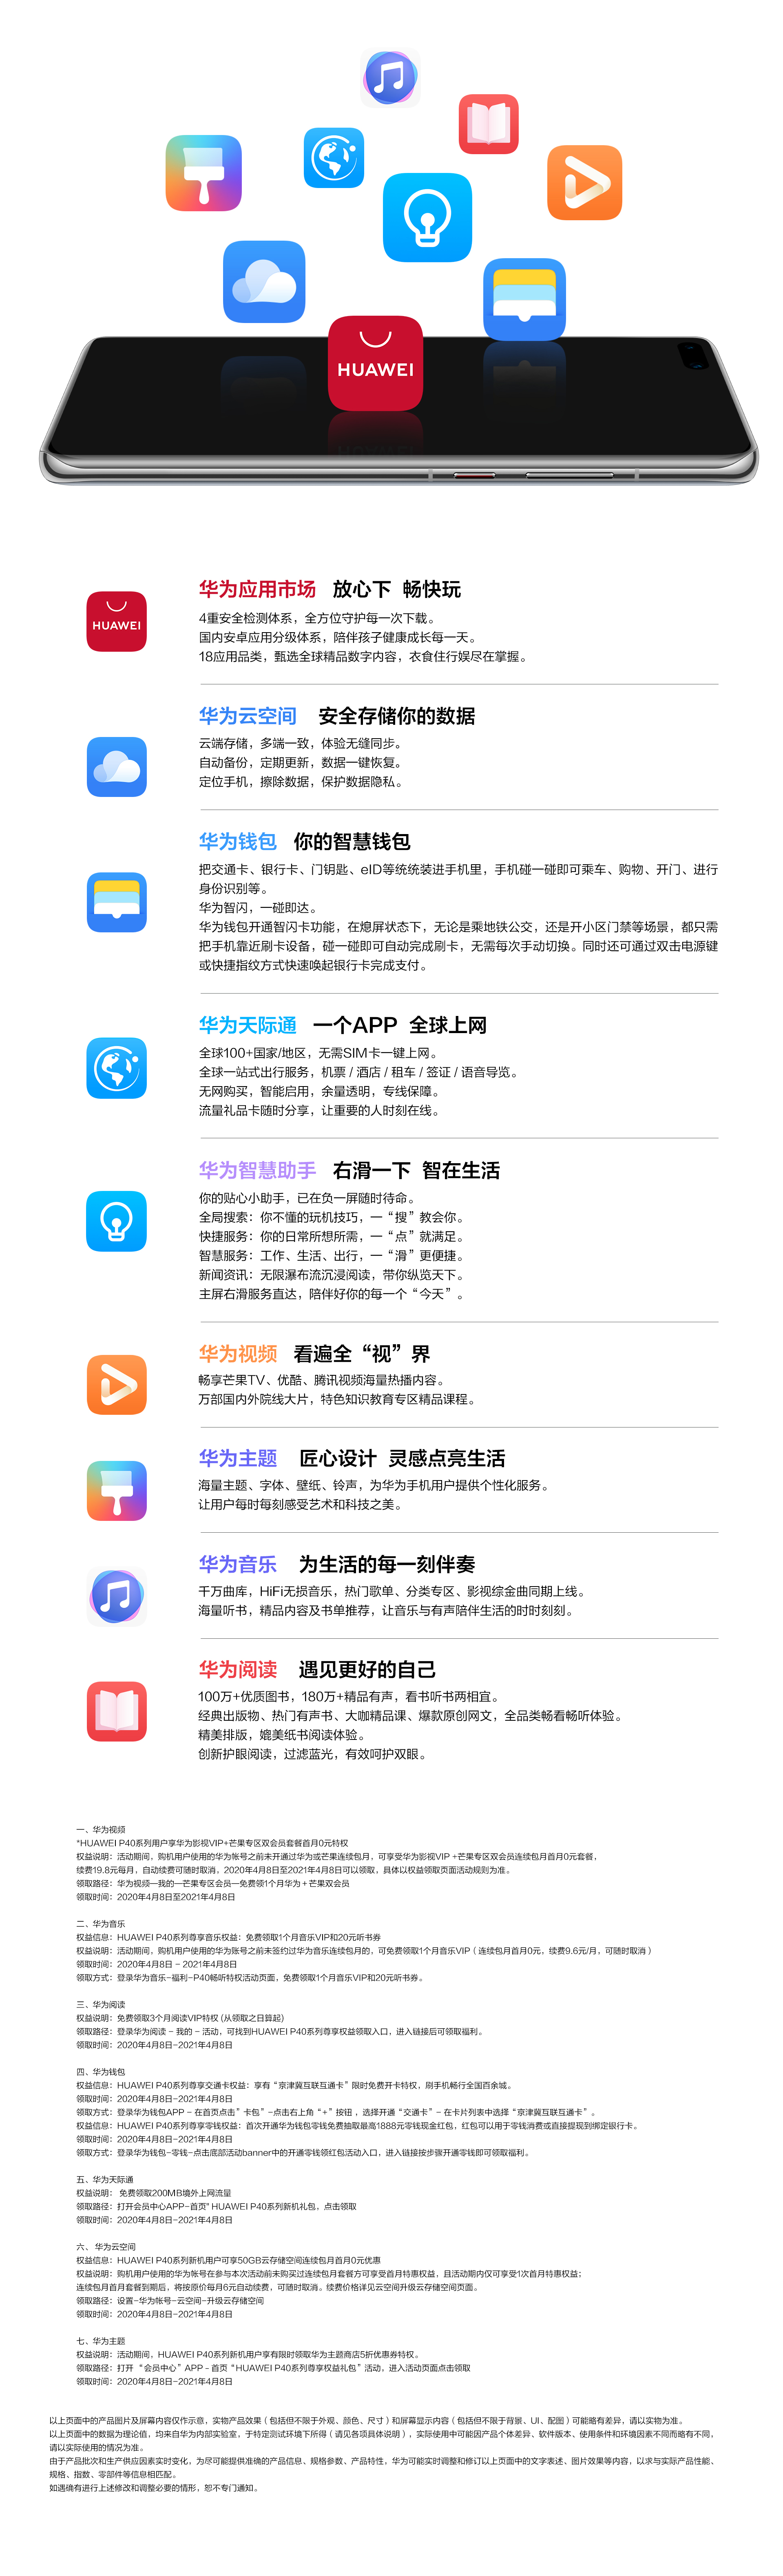 HUAWEI
华为应用市场 放心下 畅快玩
HUAWEI
4重安全检测体系，全方位守护每一次下载。
国内安卓应用分级体系，陪伴孩子健康成长每一天。
18应用品类，甄选全球精品数字内容，衣食住行娱尽在掌握。
华为云空间 安全存储你的数据
云端存储，多端一致，体验无缝同步。
自动备份，定期更新，数据一键恢复。
定位手机，擦除数据，保护数据隐私。
华为钱包 你的智慧钱包
把交通卡、银行卡、门钥匙、eID等统统装进手机里，手机碰一碰即可乘车、购物、开门、进行
身份识别等。
华为智闪，一碰即达。
华为钱包开通智闪卡功能，在熄屏状态下，无论是乘地铁公交，还是开小区门禁等场景，都只需
把手机靠近刷卡设备，碰一碰即可自动完成刷卡，无需每次手动切换。同时还可通过双击电源键
或快捷指纹方式快速唤起银行卡完成支付。
华为天际通 一个APP 全球上网
全球100+国家/地区，无需SIM卡一键上网。
全球一站式出行服务，机票 / 酒店 / 租车 / 签证 / 语音导览。
无网购买，智能启用，余量透明，专线保障。
流量礼品卡随时分享，让重要的人时刻在线。
华为智慧助手 右滑一下 智在生活
你的贴心小助手，已在负一屏随时待命。
全局搜索：你不懂的玩机技巧，一“搜”教会你。
快捷服务：你的日常所想所需，一“点”就满足。
智慧服务：工作、生活、出行，一“滑”更便捷。
新闻资讯：无限瀑布流沉浸阅读，带你纵览天下。
主屏右滑服务直达，陪伴好你的每一个“今天”。
华为视频 看遍全“视”界
畅享芒果TV、优酷、腾讯视频海量热播内容。
万部国内外院线大片，特色知识教育专区精品课程。
华为主题 匠心设计 灵感点亮生活
海量主题、字体、壁纸、铃声，为华为手机用户提供个性化服务。
让用户每时每刻感受艺术和科技之美。
华为音乐 为生活的每一刻伴奏
千万曲库，HiFi无损音乐，热门歌单、分类专区、影视综金曲同期上线。
海量听书，精品内容及书单推荐，让音乐与有声陪伴生活的时时刻刻。
华为阅读 遇见更好的自己
100万+优质图书，180万+精品有声，看书听书两相宜。
经典出版物、热门有声书、大咖精品课、爆款原创网文，全品类畅看畅听体验。
精美排版，媲美纸书阅读体验。
创新护眼阅读，过滤蓝光，有效呵护双眼。
一、华为视频
*HUAWEI P40系列用户享华为影视VIP+芒果专区双会员套餐首月0元特权
权益说明：活动期间，购机用户使用的华为帐号之前未开通过华为或芒果连续包月，可享受华为影视VIP +芒果专区双会员连续包月首月0元套餐，
续费19.8元每月，自动续费可随时取消，2020年4月8日至2021年4月8日可以领取，具体以权益领取页面活动规则为准。
领取路径：华为视频—我的—芒果专区会员—免费领1个月华为＋芒果双会员
领取时间：2020年4月8日至2021年4月8日
二、华为音乐
权益信息：HUAWEI P40系列尊享音乐权益：免费领取1个月音乐VIP和20元听书券
权益说明：活动期间，购机用户使用的华为账号之前未签约过华为音乐连续包月的，可免费领取1个月音乐VIP（连续包月首月0元，续费9.6元/月，可随时取消）
领取时间：2020年4月8日 - 2021年4月8日
领取方式：登录华为音乐-福利-P40畅听特权活动页面，免费领取1个月音乐VIP和20元听书券。
三、华为阅读
权益说明：免费领取3个月阅读VIP特权 (从领取之日算起)
领取路径：登录华为阅读 - 我的 - 活动，可找到HUAWEI P40系列尊享权益领取入口，进入链接后可领取福利。
领取时间：2020年4月8日-2021年4月8日
四、华为钱包
权益信息：HUAWEI P40系列尊享交通卡权益：享有“京津冀互联互通卡”限时免费开卡特权，刷手机畅行全国百余城。
领取时间：2020年4月8日-2021年4月8日
领取方式：登录华为钱包APP - 在首页点击”卡包”-点击右上角“+”按钮 ，选择开通“交通卡”- 在卡片列表中选择“京津冀互联互通卡”。
权益信息：HUAWEI P40系列尊享零钱权益：首次开通华为钱包零钱免费抽取最高1888元零钱现金红包，红包可以用于零钱消费或直接提现到绑定银行卡。
领取时间：2020年4月8日-2021年4月8日
领取方式：登录华为钱包-零钱-点击底部活动banner中的开通零钱领红包活动入口，进入链接按步骤开通零钱即可领取福利。
五、华为天际通
权益说明： 免费领取200MB境外上网流量
领取路径：打开会员中心APP-首页” HUAWEI P40系列新机礼包，点击领取
领取时间：2020年4月8日-2021年4月8日
六、 华为云空间
权益信息：HUAWEI P40系列新机用户可享50GB云存储空间连续包月首月0元优惠
权益说明：购机用户使用的华为帐号在参与本次活动前未购买过连续包月套餐方可享受首月特惠权益，且活动期内仅可享受1次首月特惠权益；
连续包月首月套餐到期后，将按原价每月6元自动续费，可随时取消。续费价格详见云空间升级云存储空间页面。
领取路径：设置-华为帐号-云空间-升级云存储空间
领取时间：2020年4月8日-2021年4月8日
七、华为主题
权益说明：活动期间，HUAWEI P40系列新机用户享有限时领取华为主题商店5折优惠券特权。
领取路径：打开 “会员中心”APP - 首页“HUAWEI P40系列尊享权益礼包”活动，进入活动页面点击领取
领取时间：2020年4月8日-2021年4月8日
以上页面中的产品图片及屏幕内容仅作示意，实物产品效果（包括但不限于外观、颜色、尺寸）和屏幕显示内容（包括但不限于背景、UI、配图）可能略有差异，请以实物为准。
以上页面中的数据为理论值，均来自华为内部实验室，于特定测试环境下所得（请见各项具体说明），实际使用中可能因产品个体差异、软件版本、使用条件和环境因素不同而略有不同，
请以实际使用的情况为准。
由于产品批次和生产供应因素实时变化，为尽可能提供准确的产品信息、规格参数、产品特性，华为可能实时调整和修订以上页面中的文字表述、图片效果等内容，以求与实际产品性能、
规格、指数、零部件等信息相匹配。
如遇确有进行上述修改和调整必要的情形，恕不专门通知。